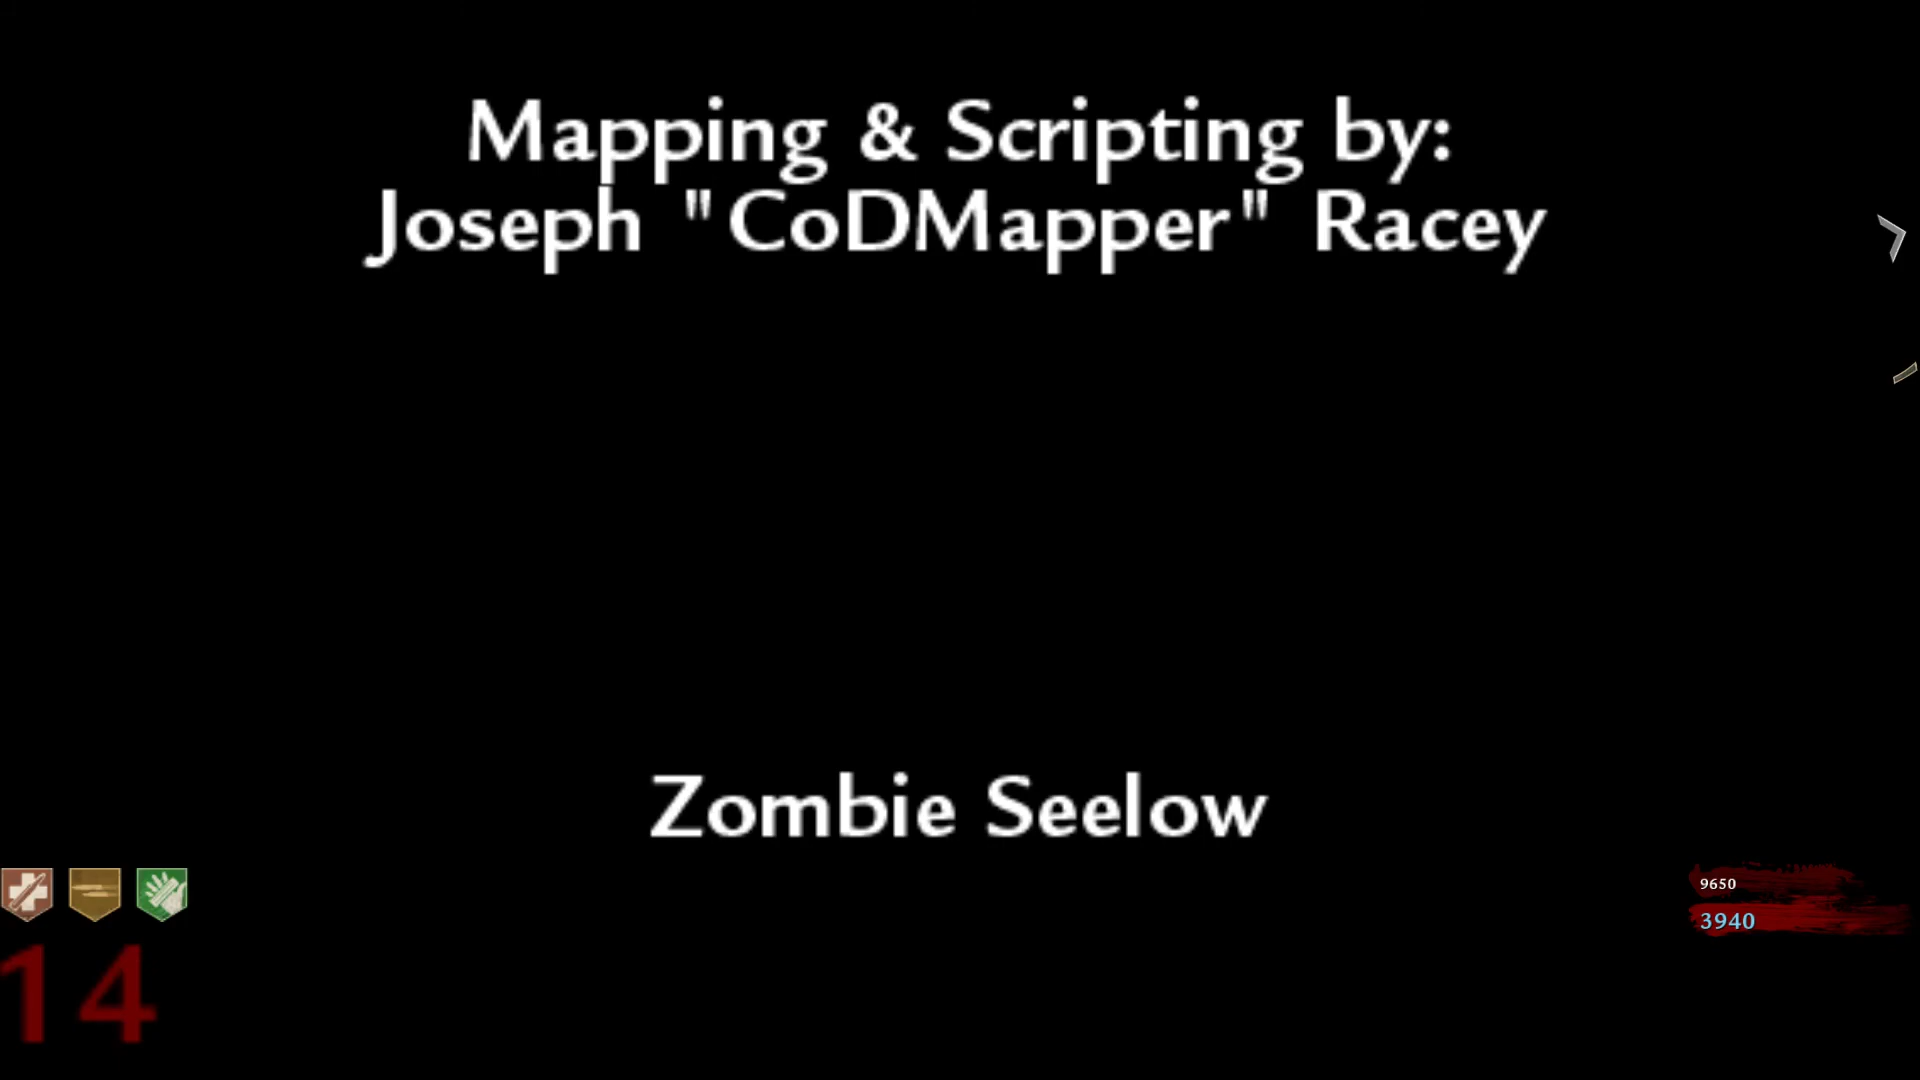 Mapping & Scripting by:
Joseph "CoDMapper" Racey
Zombie Seelow
9650
3940
14